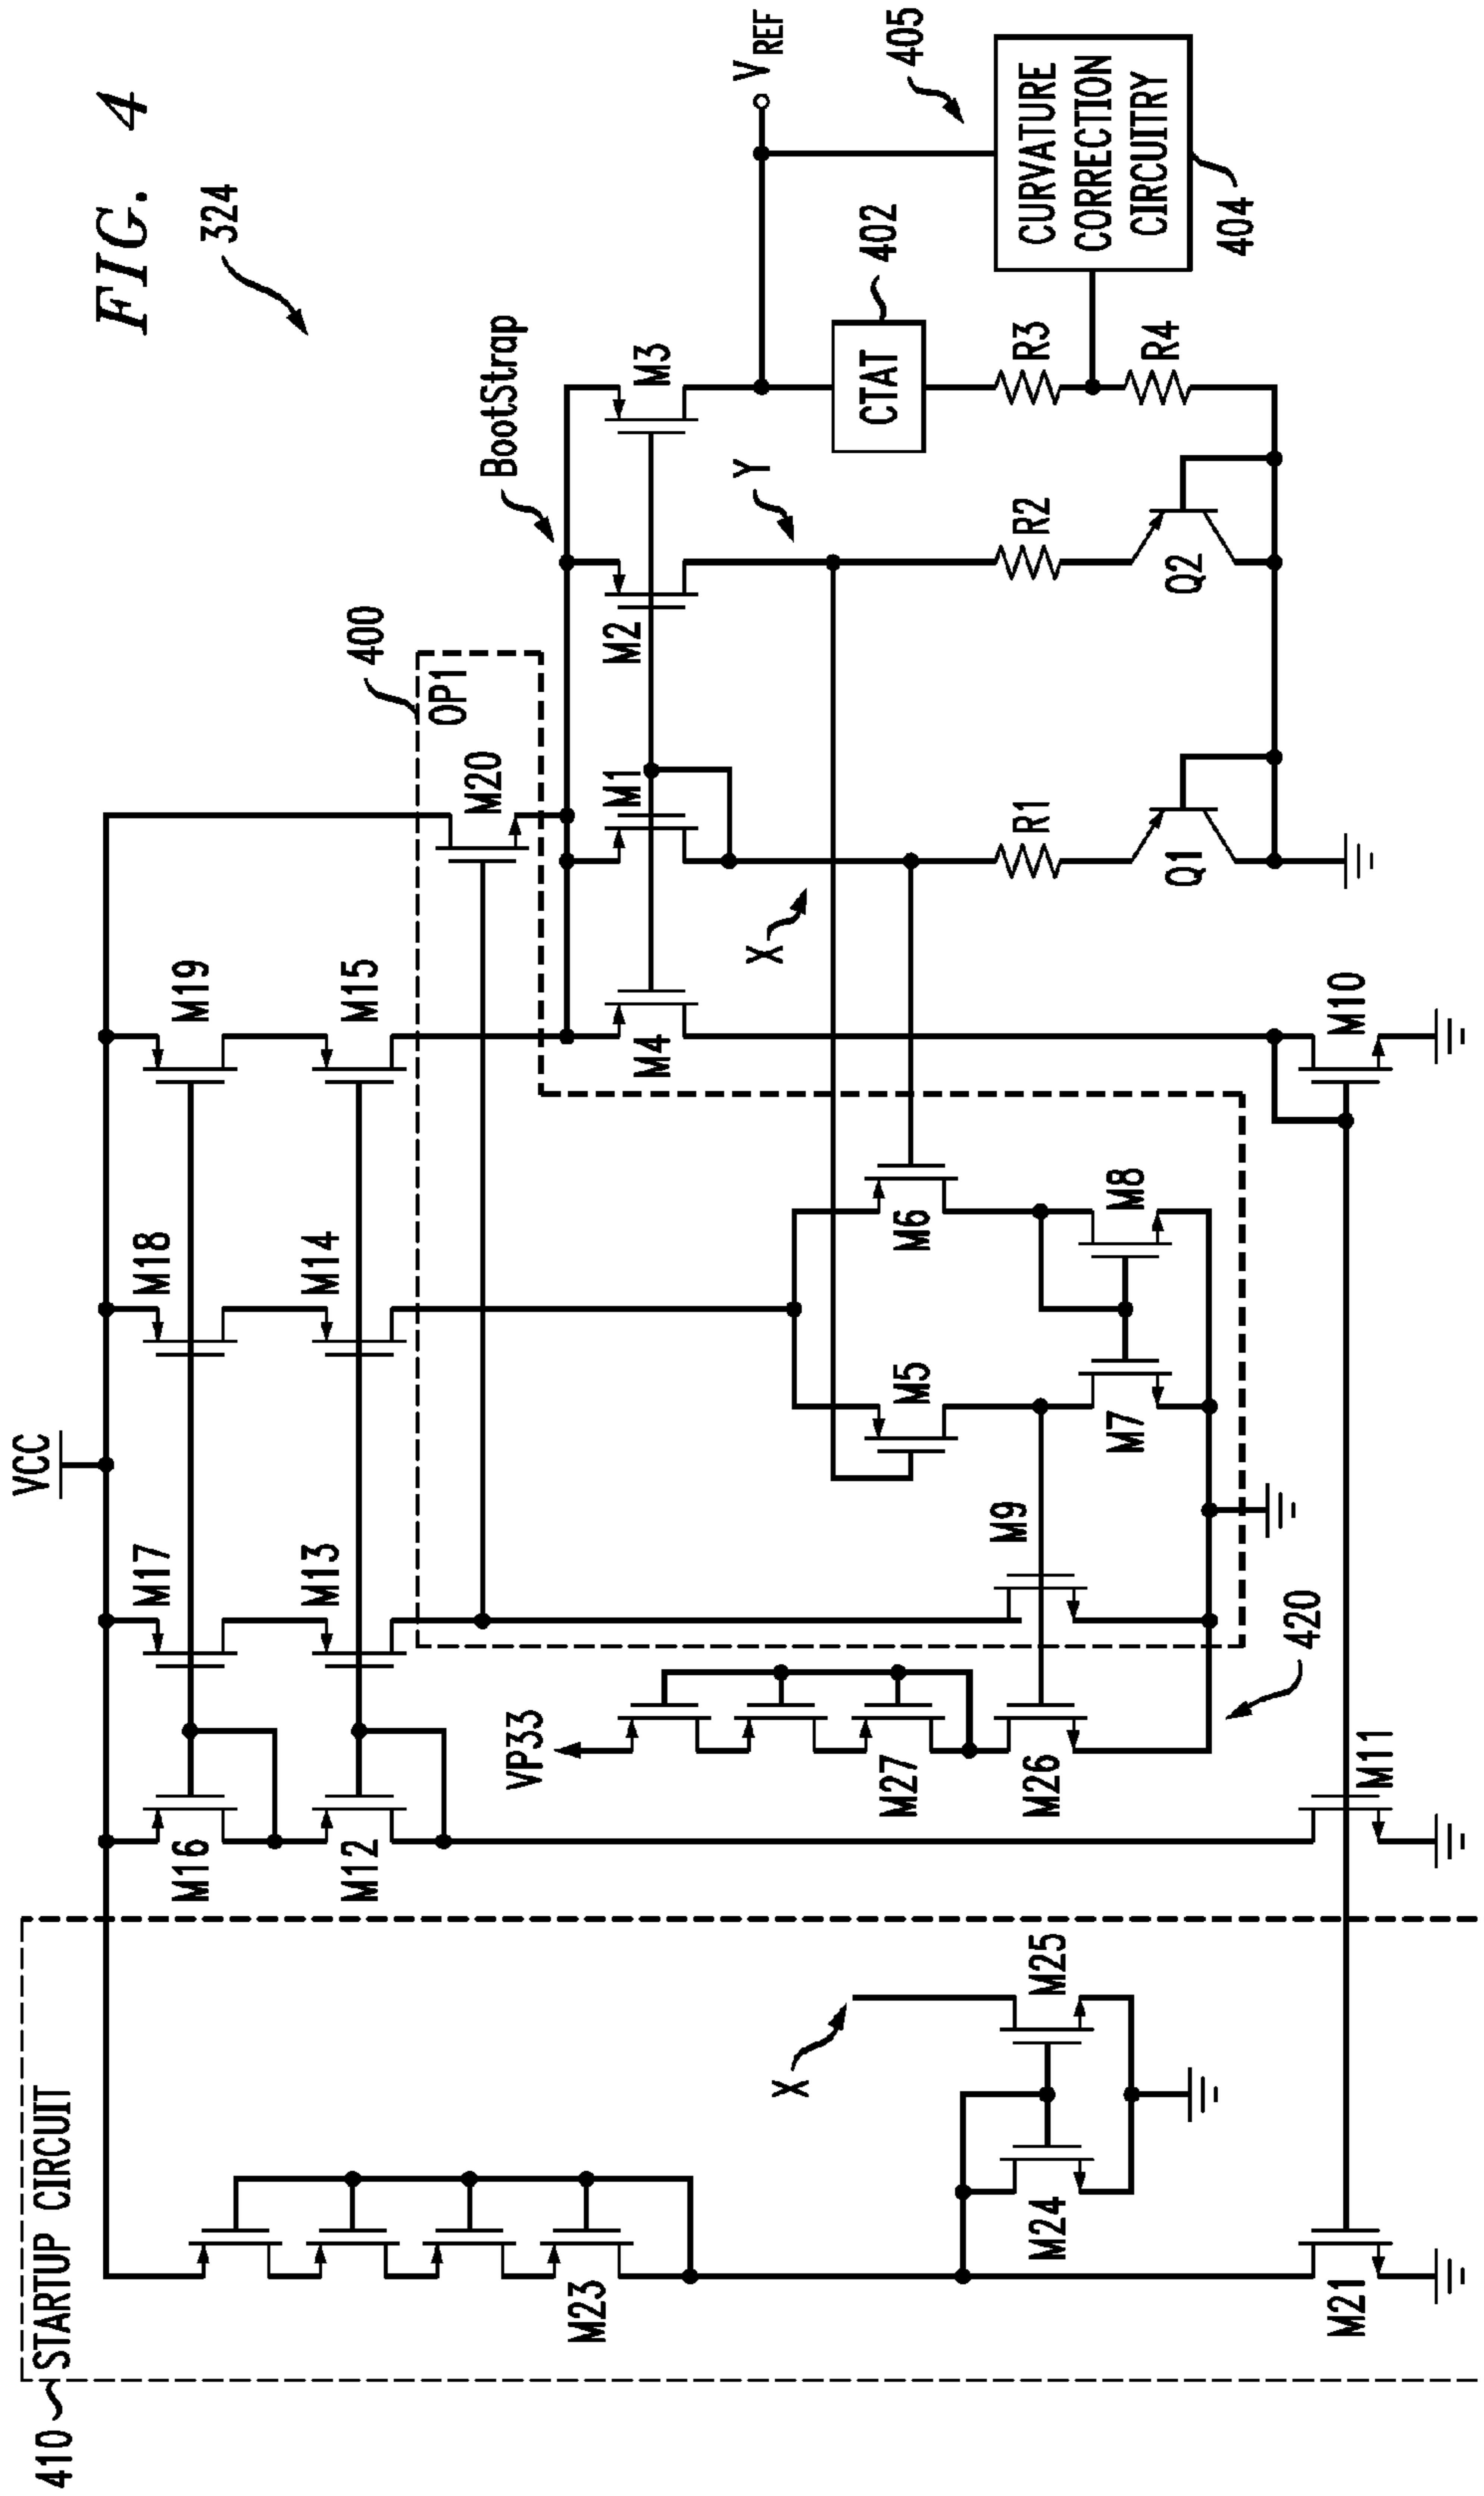 FIG. 4
324
410
STARTUP CIRCUIT
VCC
M16
M17
M18
M19
M12
M13
M14
M15
400
OP1
M20
BootStrap
VP33
M23
M27
M26
M9
M5
M6
M7
M8
M4
M1
M2
M3
X
Y
VREF
402
CTAT
405
CURVATURE
CORRECTION
CIRCUITRY
404
R1
R2
R3
R4
Q1
Q2
X
M24
M25
420
M21
M11
M10